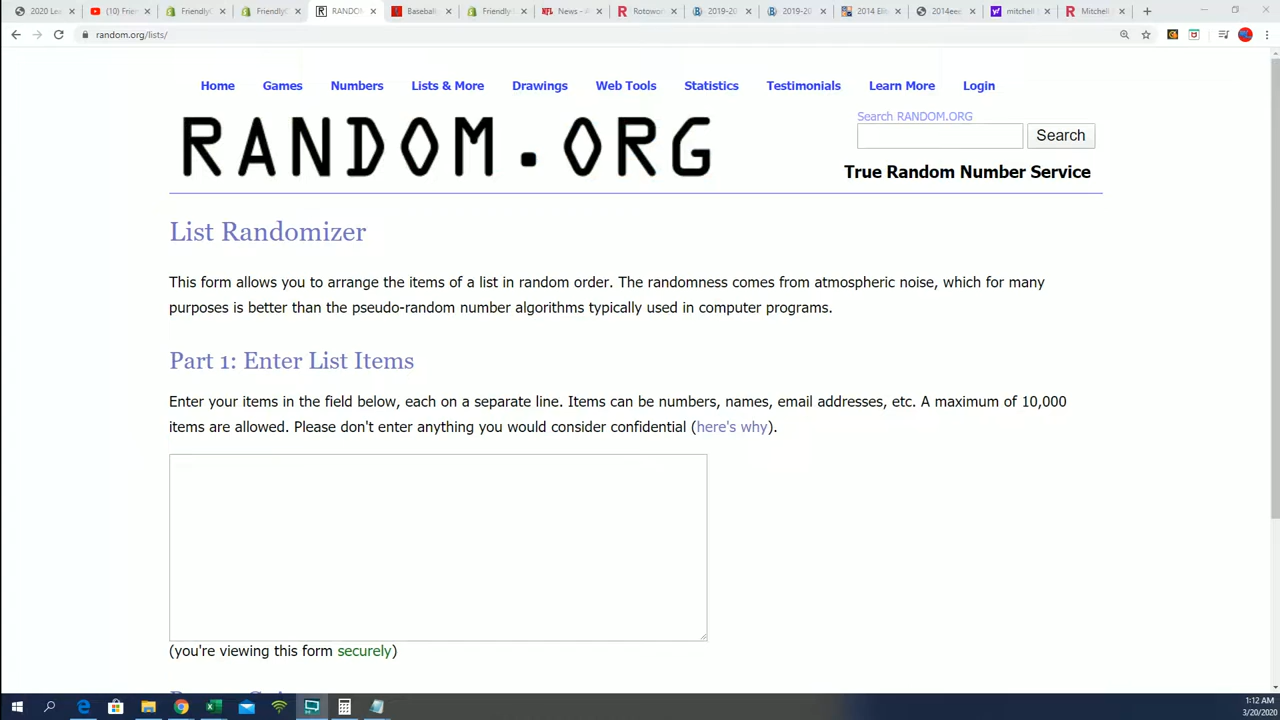 2020 Lea
(10) Frien
FriendlyC
FriendlyC
RANDOM
Baseball
Friendly
News - A
Rotowor
2019-20
2019-20
2014 Elit
2014eee
mitchell
Mitchell
random.org/lists/
Home Games Numbers Lists & More Drawings Web Tools Statistics Testimonials Learn More Login
Search RANDOM.ORG
RANDOM.ORG
Search
True Random Number Service
List Randomizer
This form allows you to arrange the items of a list in random order. The randomness comes from atmospheric noise, which for many
purposes is better than the pseudo-random number algorithms typically used in computer programs.
Part 1: Enter List Items
Enter your items in the field below, each on a separate line. Items can be numbers, names, email addresses, etc. A maximum of 10,000
items are allowed. Please don't enter anything you would consider confidential (here's why).
(you're viewing this form securely)
1:12 AM
3/20/2020